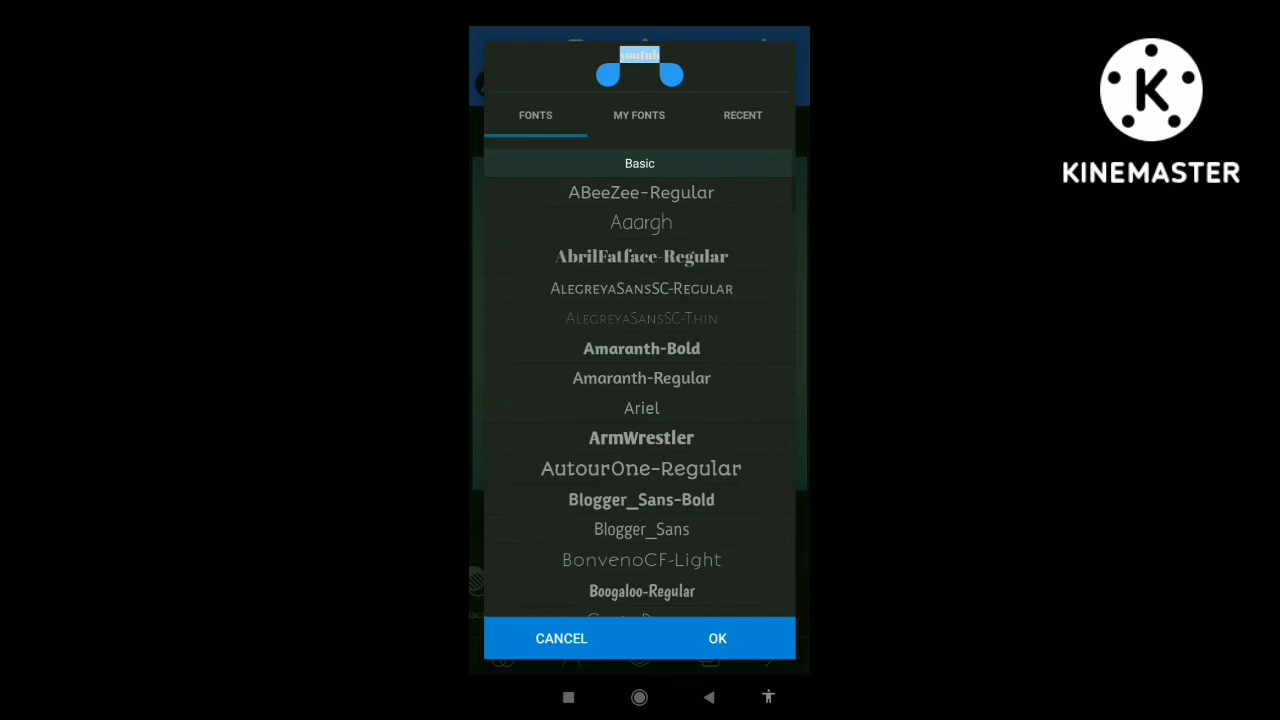 FONTS
MY FONTS
RECENT
Basic
ABeeZee-Regular
Aaargh
AbrilFatface-Regular
AlegreyaSansSC-Regular
AlegreyaSansSC-Thin
Amaranth-Bold
Amaranth-Regular
Ariel
ArmWrestler
AutourOne-Regular
Blogger_Sans-Bold
Blogger_Sans
BonvenoCF-Light
Boogaloo-Regular
CANCEL
OK
K
KINEMASTER